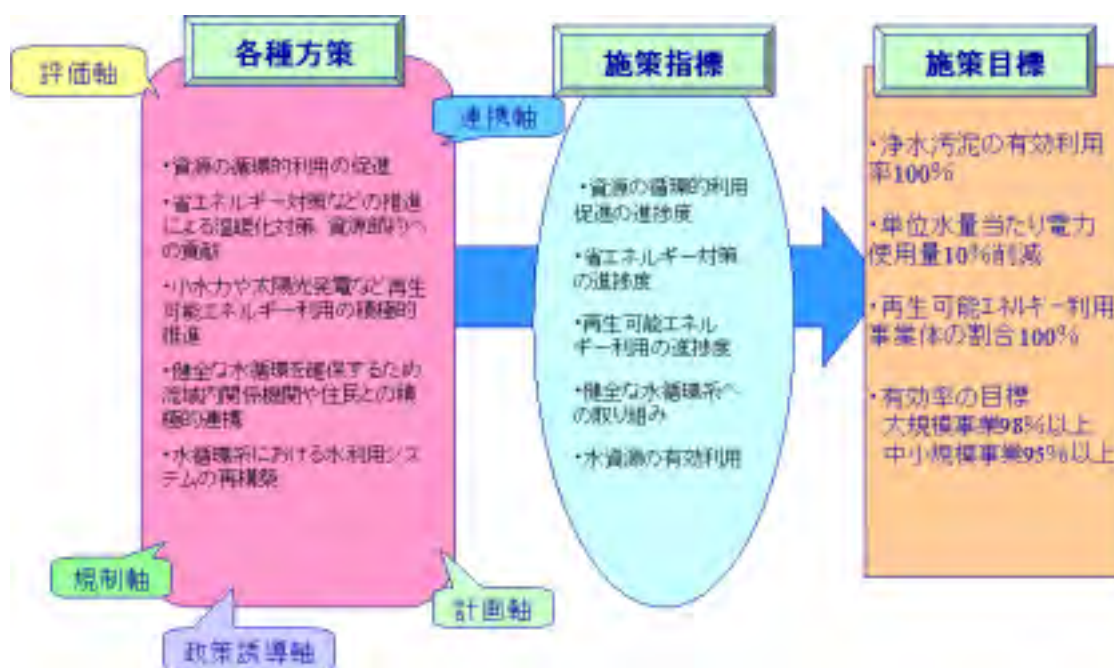 各種方策
評価軸
連携軸
・資源の循環的利用の促進
・省エネルギー対策などの推進
による温暖化対策、資源節約へ
の貢献
・小水力や太陽光発電など再生
可能エネルギー利用の積極的
推進
・健全な水循環を確保するため
流域内関係機関や住民との積
極的連携
・水循環系における水利用シス
テムの再構築
規制軸
計画軸
政策誘導軸
施策指標
・資源の循環的利用
促進の進捗度
・省エネルギー対策
の進捗度
・再生可能エネル
ギー利用の進捗度
・健全な水循環系へ
の取り組み
・水資源の有効利用
施策目標
・浄水汚泥の有効利用
率100%
・単位水量当たり電力
使用量10%削減
・再生可能エネルギー利用
事業体の割合100%
・有効率の目標
大規模事業98%以上
中小規模事業95%以上